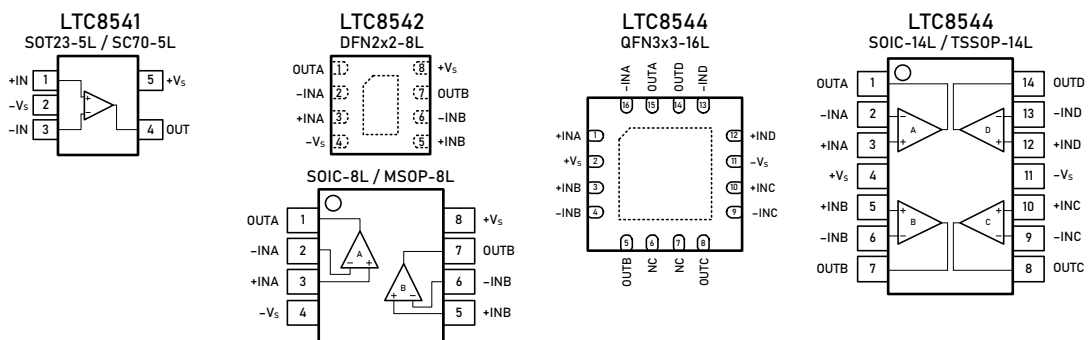 LTC8541
SOT23-5L / SC70-5L
+IN 1
–Vs 2
–IN 3
5 +Vs
4 OUT
+
–
LTC8542
DFN2x2-8L
OUTA 1
–INA 2
+INA 3
–Vs 4
8 +Vs
7 OUTB
6 –INB
5 +INB
SOIC-8L / MSOP-8L
OUTA 1
–INA 2
+INA 3
–Vs 4
8 +Vs
7 OUTB
6 –INB
5 +INB
A
– +
B
+ –
LTC8544
QFN3x3-16L
–INA OUTA OUTD –IND
16 15 14 13
+INA 1
+Vs 2
+INB 3
–INB 4
12 +IND
11 –Vs
10 +INC
9 –INC
5 6 7 8
OUTB NC NC OUTC
LTC8544
SOIC-14L / TSSOP-14L
OUTA 1
–INA 2
+INA 3
+Vs 4
+INB 5
–INB 6
OUTB 7
14 OUTD
13 –IND
12 +IND
11 –Vs
10 +INC
9 –INC
8 OUTC
– A D –
+ +
+ B C +
– –